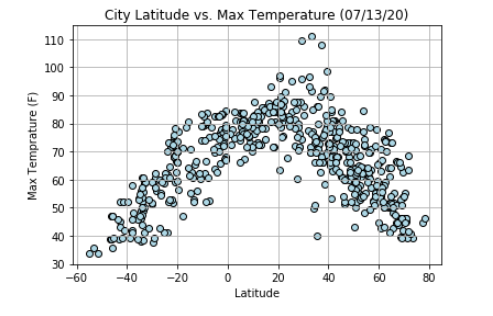 City Latitude vs. Max Temperature (07/13/20)
110
100
90
80
70
60
50
40
30
Max Temprature (F)
−60 −40 −20 0 20 40 60 80
Latitude